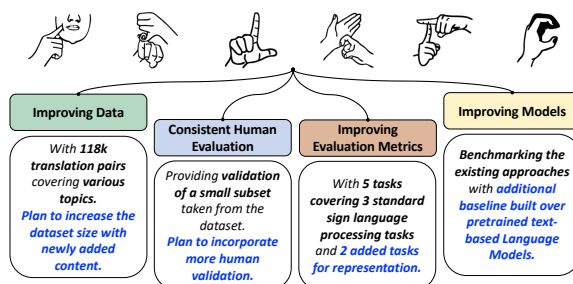 Improving Data
With 118k
translation pairs
covering various
topics.
Plan to increase the
dataset size with
newly added
content.
Consistent Human
Evaluation
Providing validation
of a small subset
taken from the
dataset.
Plan to incorporate
more human
validation.
Improving
Evaluation Metrics
With 5 tasks
covering 3 standard
sign language
processing tasks
and 2 added tasks
for representation.
Improving Models
Benchmarking the
existing approaches
with additional
baseline built over
pretrained text-
based Language
Models.